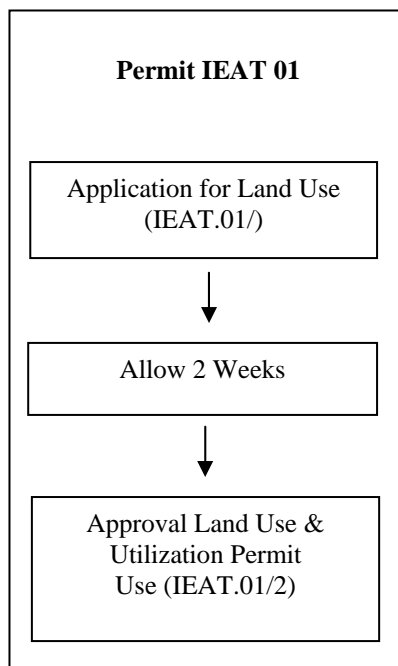 Permit IEAT 01
Application for Land Use
(IEAT.01/)
Allow 2 Weeks
Approval Land Use &
Utilization Permit
Use (IEAT.01/2)